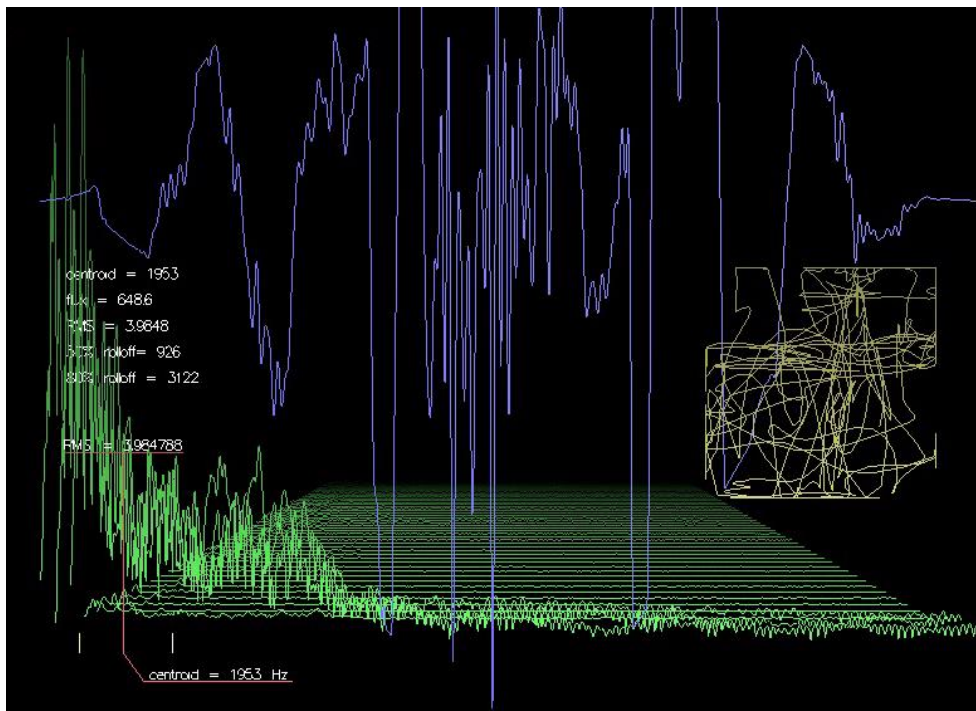 centroid = 1953
flux = 648.6
RMS = 3.9848
50% rolloff= 926
80% rolloff = 3122
RMS = 3.984788
centroid = 1953 Hz